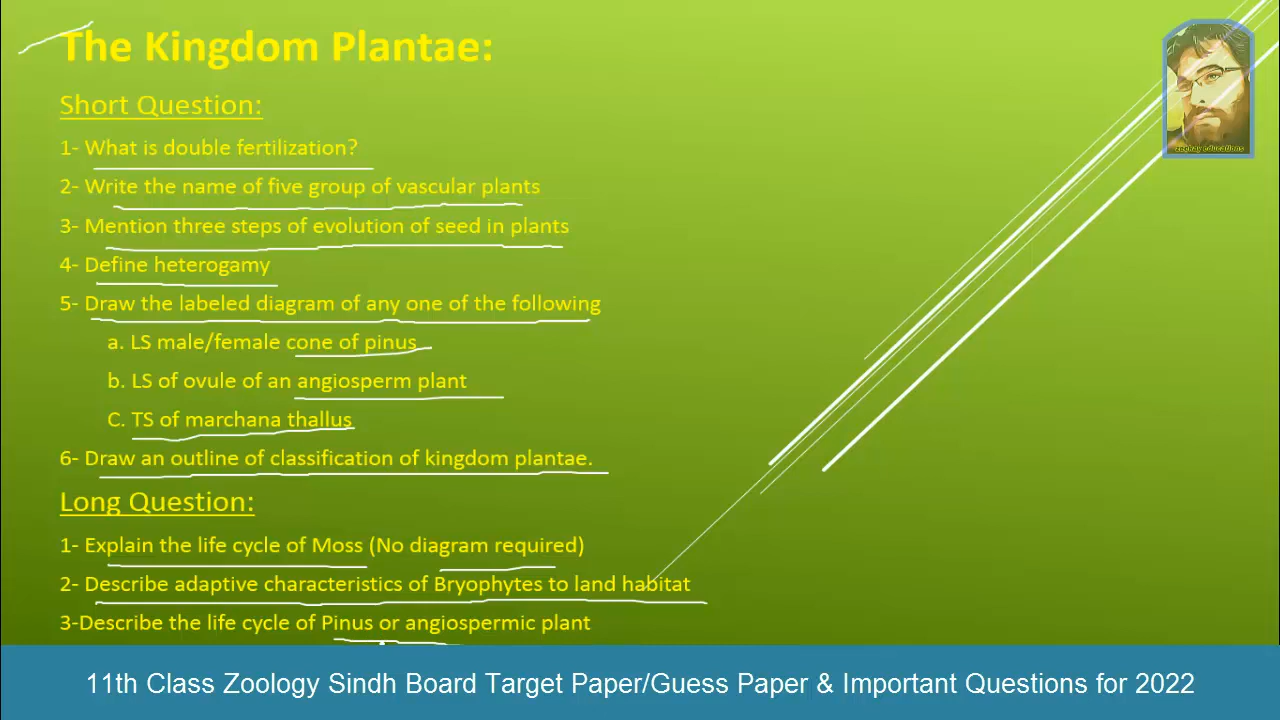 The Kingdom Plantae:
Short Question:
1- What is double fertilization?
2- Write the name of five group of vascular plants
3- Mention three steps of evolution of seed in plants
4- Define heterogamy
5- Draw the labeled diagram of any one of the following
a. LS male/female cone of pinus
b. LS of ovule of an angiosperm plant
C. TS of marchana thallus
6- Draw an outline of classification of kingdom plantae.
Long Question:
1- Explain the life cycle of Moss (No diagram required)
2- Describe adaptive characteristics of Bryophytes to land habitat
3-Describe the life cycle of Pinus or angiospermic plant
11th Class Zoology Sindh Board Target Paper/Guess Paper & Important Questions for 2022
zeekay educations